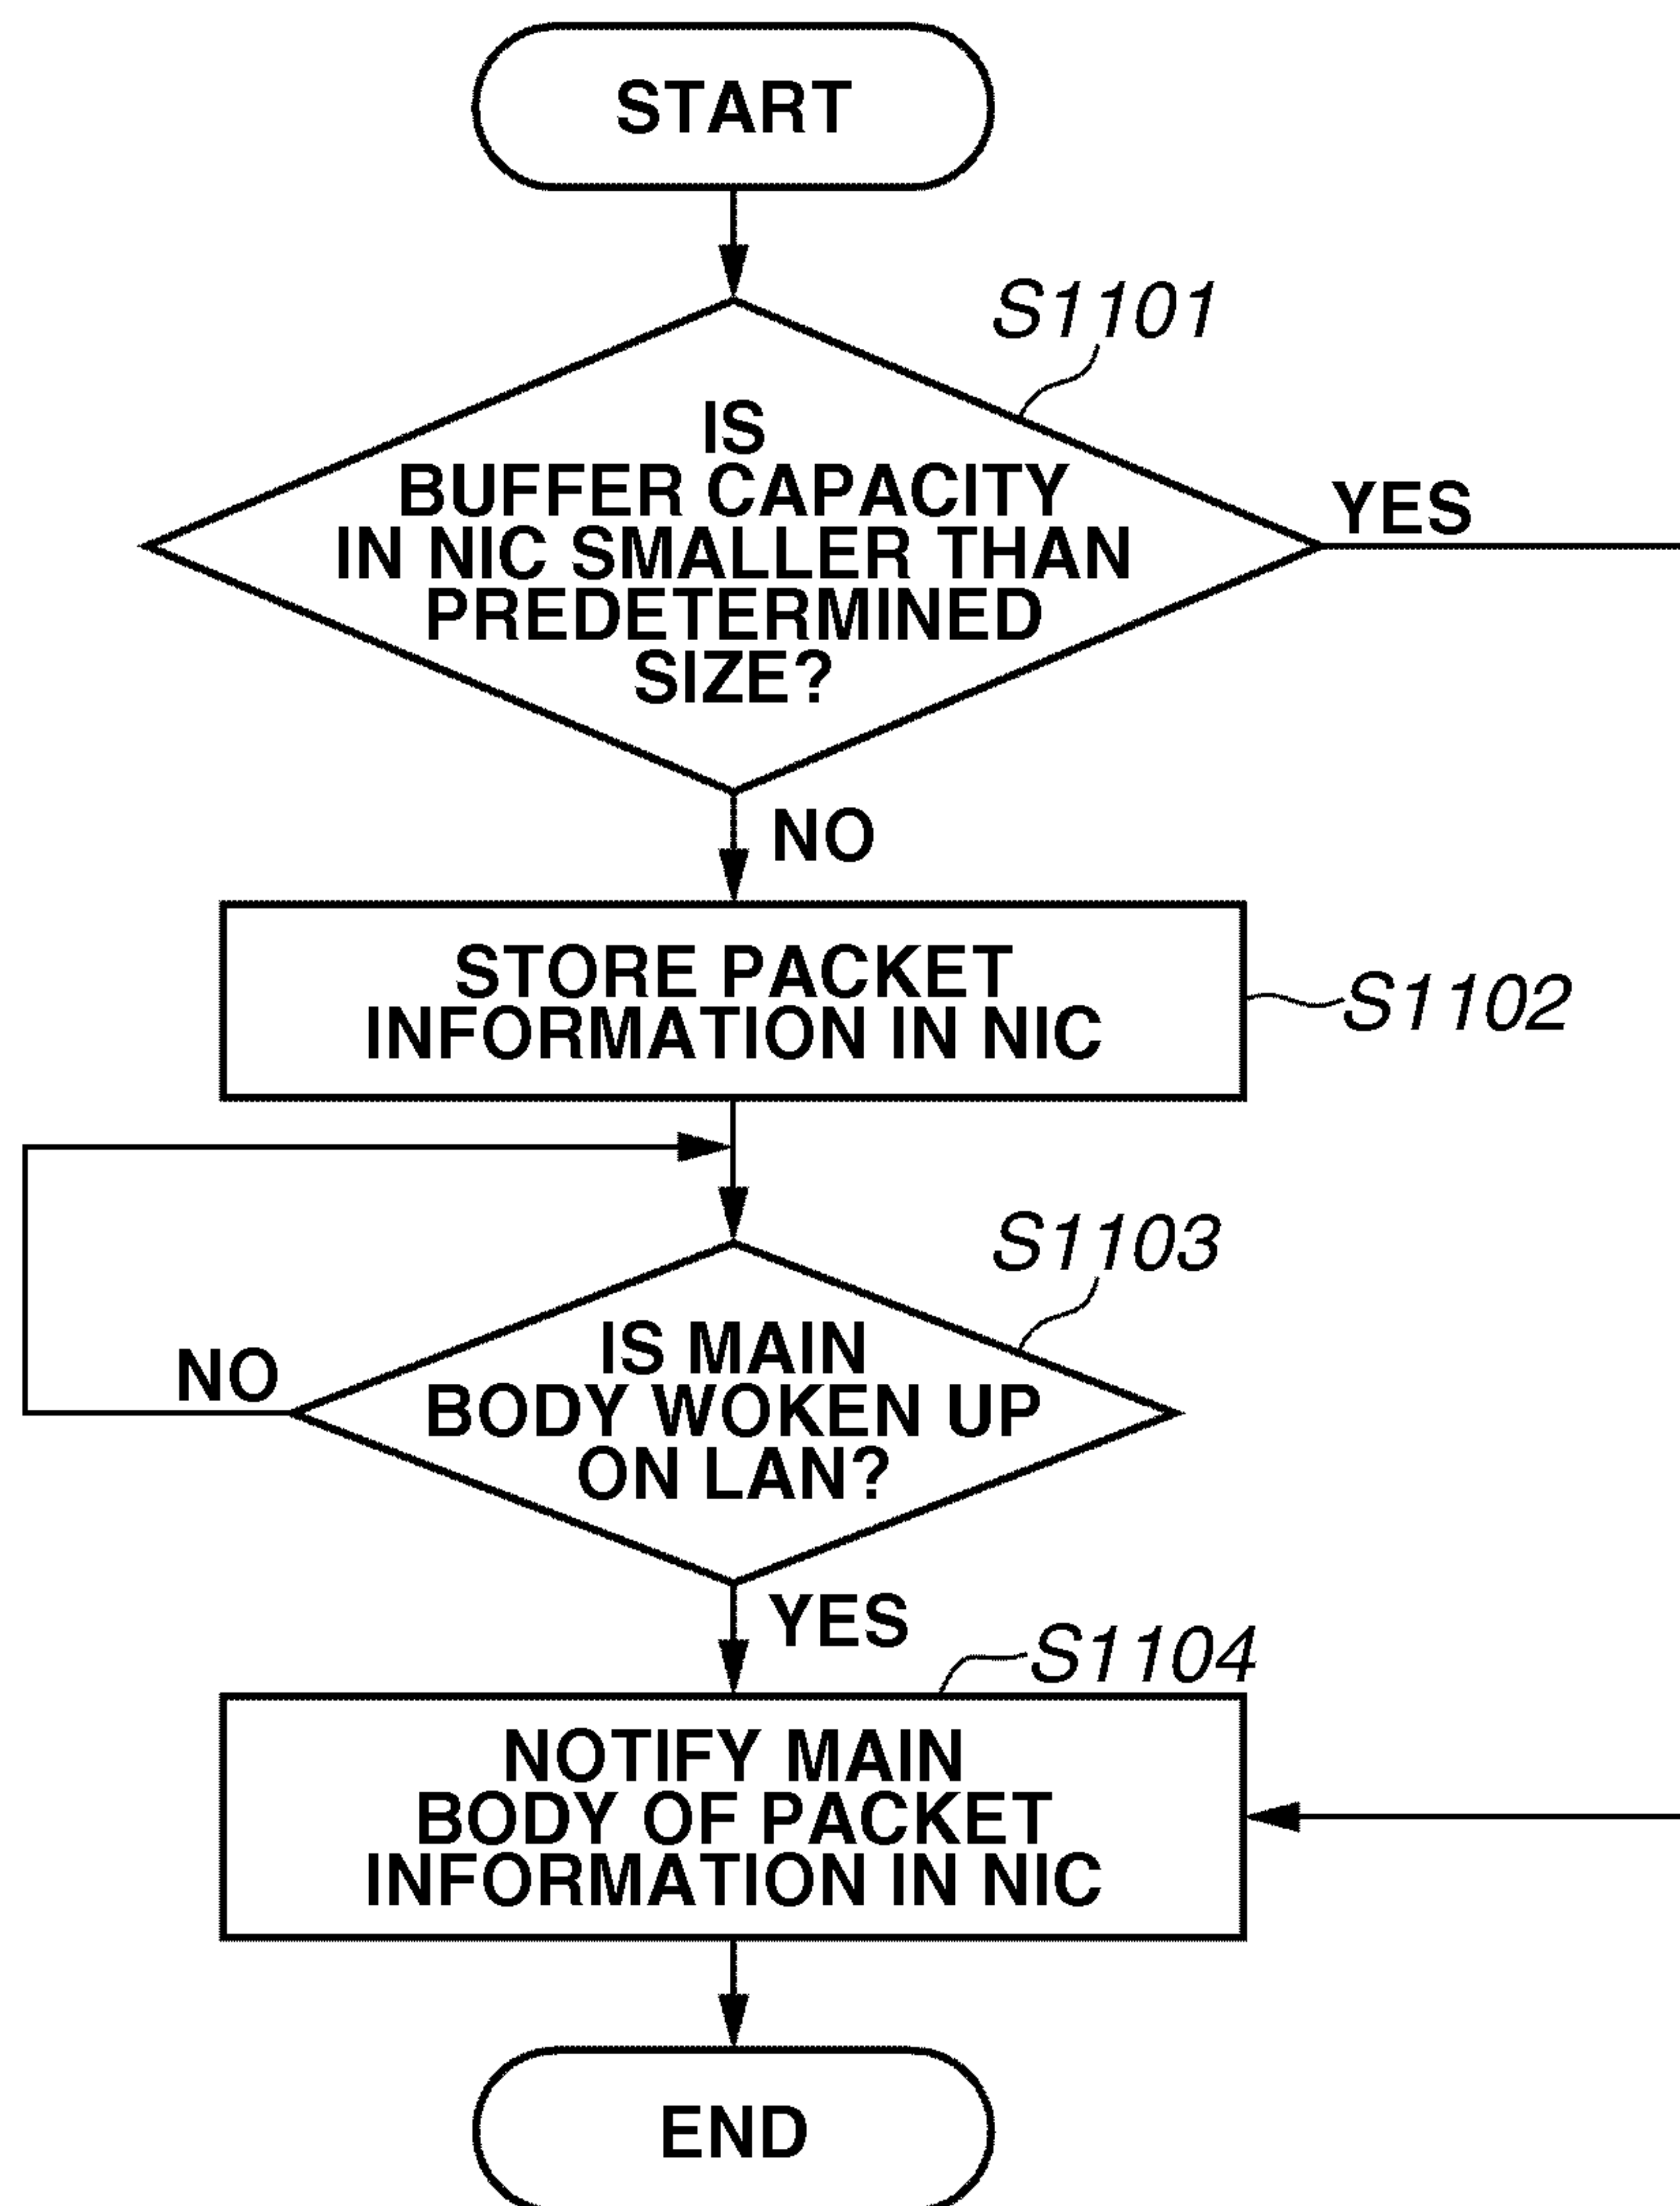 START
S1101
IS
BUFFER CAPACITY
IN NIC SMALLER THAN
PREDETERMINED
SIZE?
YES
NO
STORE PACKET
INFORMATION IN NIC
S1102
S1103
IS MAIN
BODY WOKEN UP
ON LAN?
NO
YES
S1104
NOTIFY MAIN
BODY OF PACKET
INFORMATION IN NIC
END